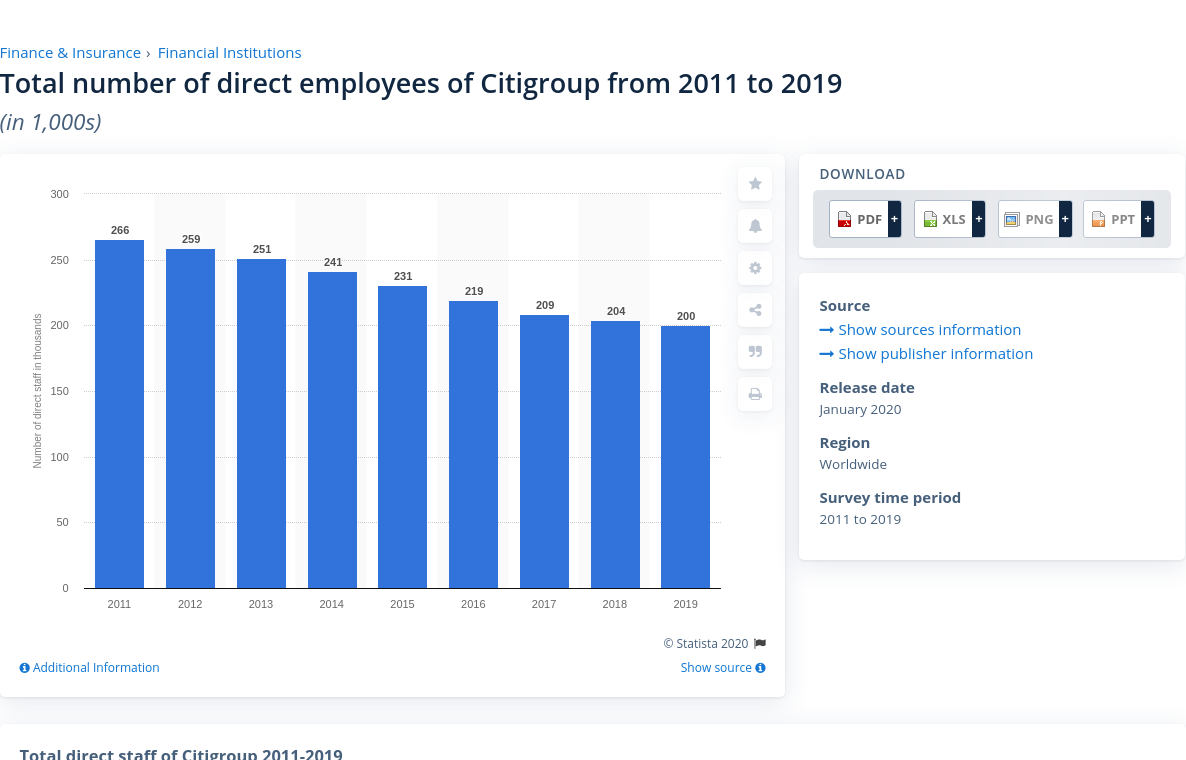 Finance & Insurance › Financial Institutions
Total number of direct employees of Citigroup from 2011 to 2019
(in 1,000s)
300
250
200
150
100
50
0
Number of direct staff in thousands
266
259
251
241
231
219
209
204
200
2011 2012 2013 2014 2015 2016 2017 2018 2019
© Statista 2020
Additional Information
Show source
DOWNLOAD
PDF + XLS + PNG + PPT +
Source
Show sources information
Show publisher information
Release date
January 2020
Region
Worldwide
Survey time period
2011 to 2019
Total direct staff of Citigroup 2011-2019